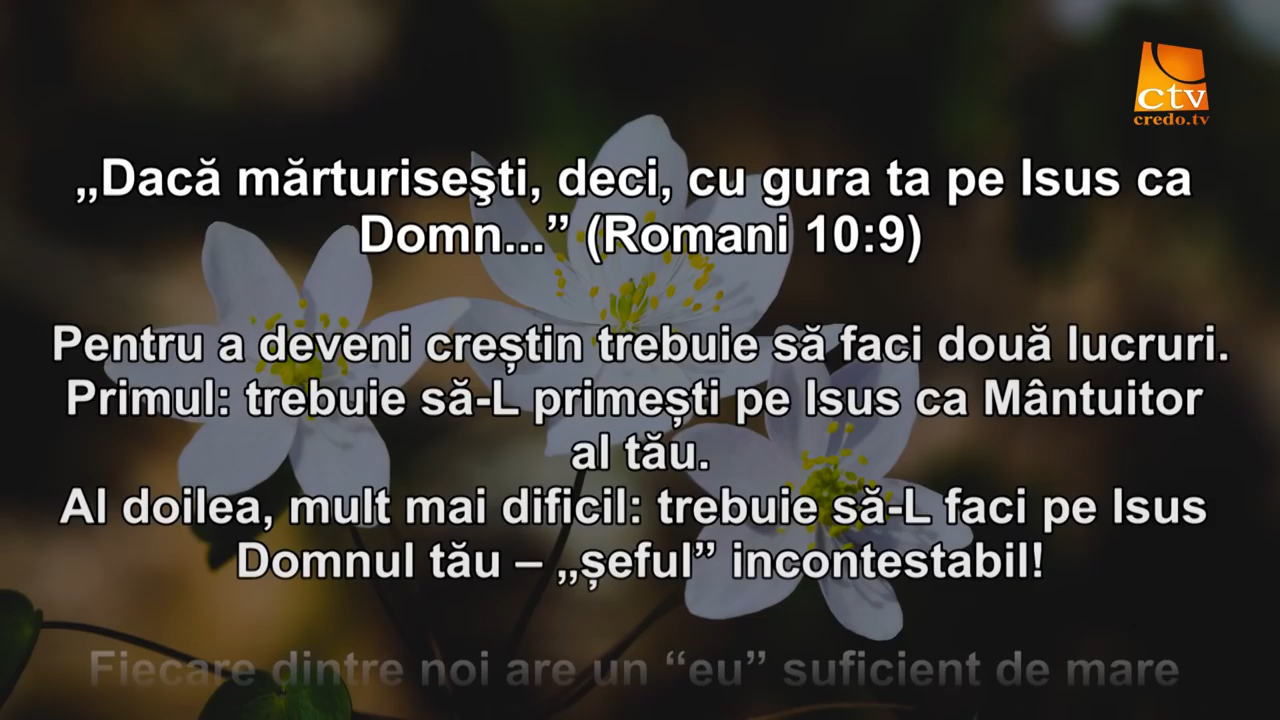 ctv
credo.tv
„Dacă mărturiseşti, deci, cu gura ta pe Isus ca
Domn...” (Romani 10:9)
Pentru a deveni creștin trebuie să faci două lucruri.
Primul: trebuie să-L primești pe Isus ca Mântuitor
al tău.
Al doilea, mult mai dificil: trebuie să-L faci pe Isus
Domnul tău – „șeful” incontestabil!
Fiecare dintre noi are un “eu” suficient de mare